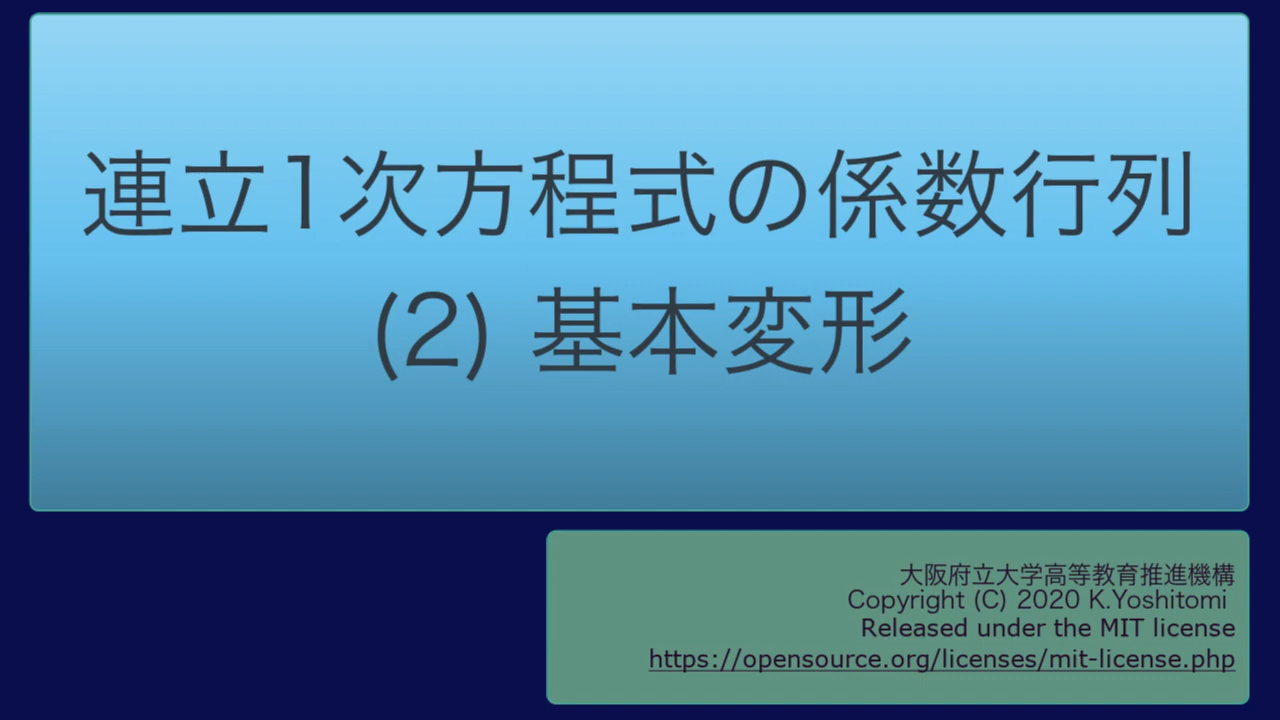 連立1次方程式の係数行列
(2) 基本変形
大阪府立大学高等教育推進機構
Copyright (C) 2020 K.Yoshitomi
Released under the MIT license
https://opensource.org/licenses/mit-license.php